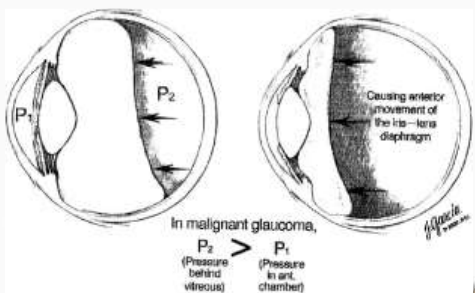 P1
P2
Causing anterior
movement of
the iris-lens
diaphragm
In malignant glaucoma,
P2 > P1
(Pressure behind vitreous)
(Pressure in ant. chamber)
J. Garcia